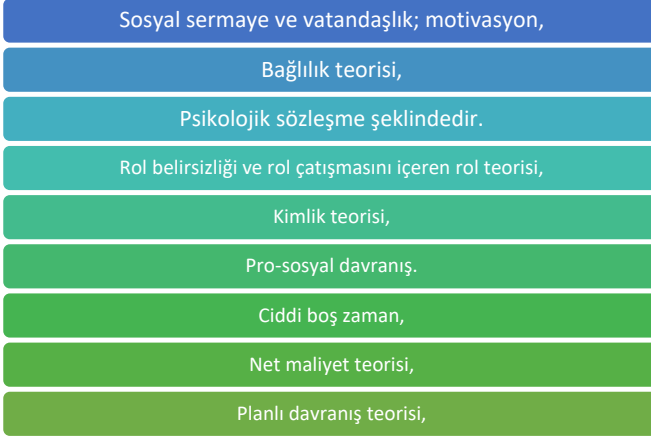 Sosyal sermaye ve vatandaşlık; motivasyon,
Bağlılık teorisi,
Psikolojik sözleşme şeklindedir.
Rol belirsizliği ve rol çatışmasını içeren rol teorisi,
Kimlik teorisi,
Pro-sosyal davranış.
Ciddi boş zaman,
Net maliyet teorisi,
Planlı davranış teorisi,